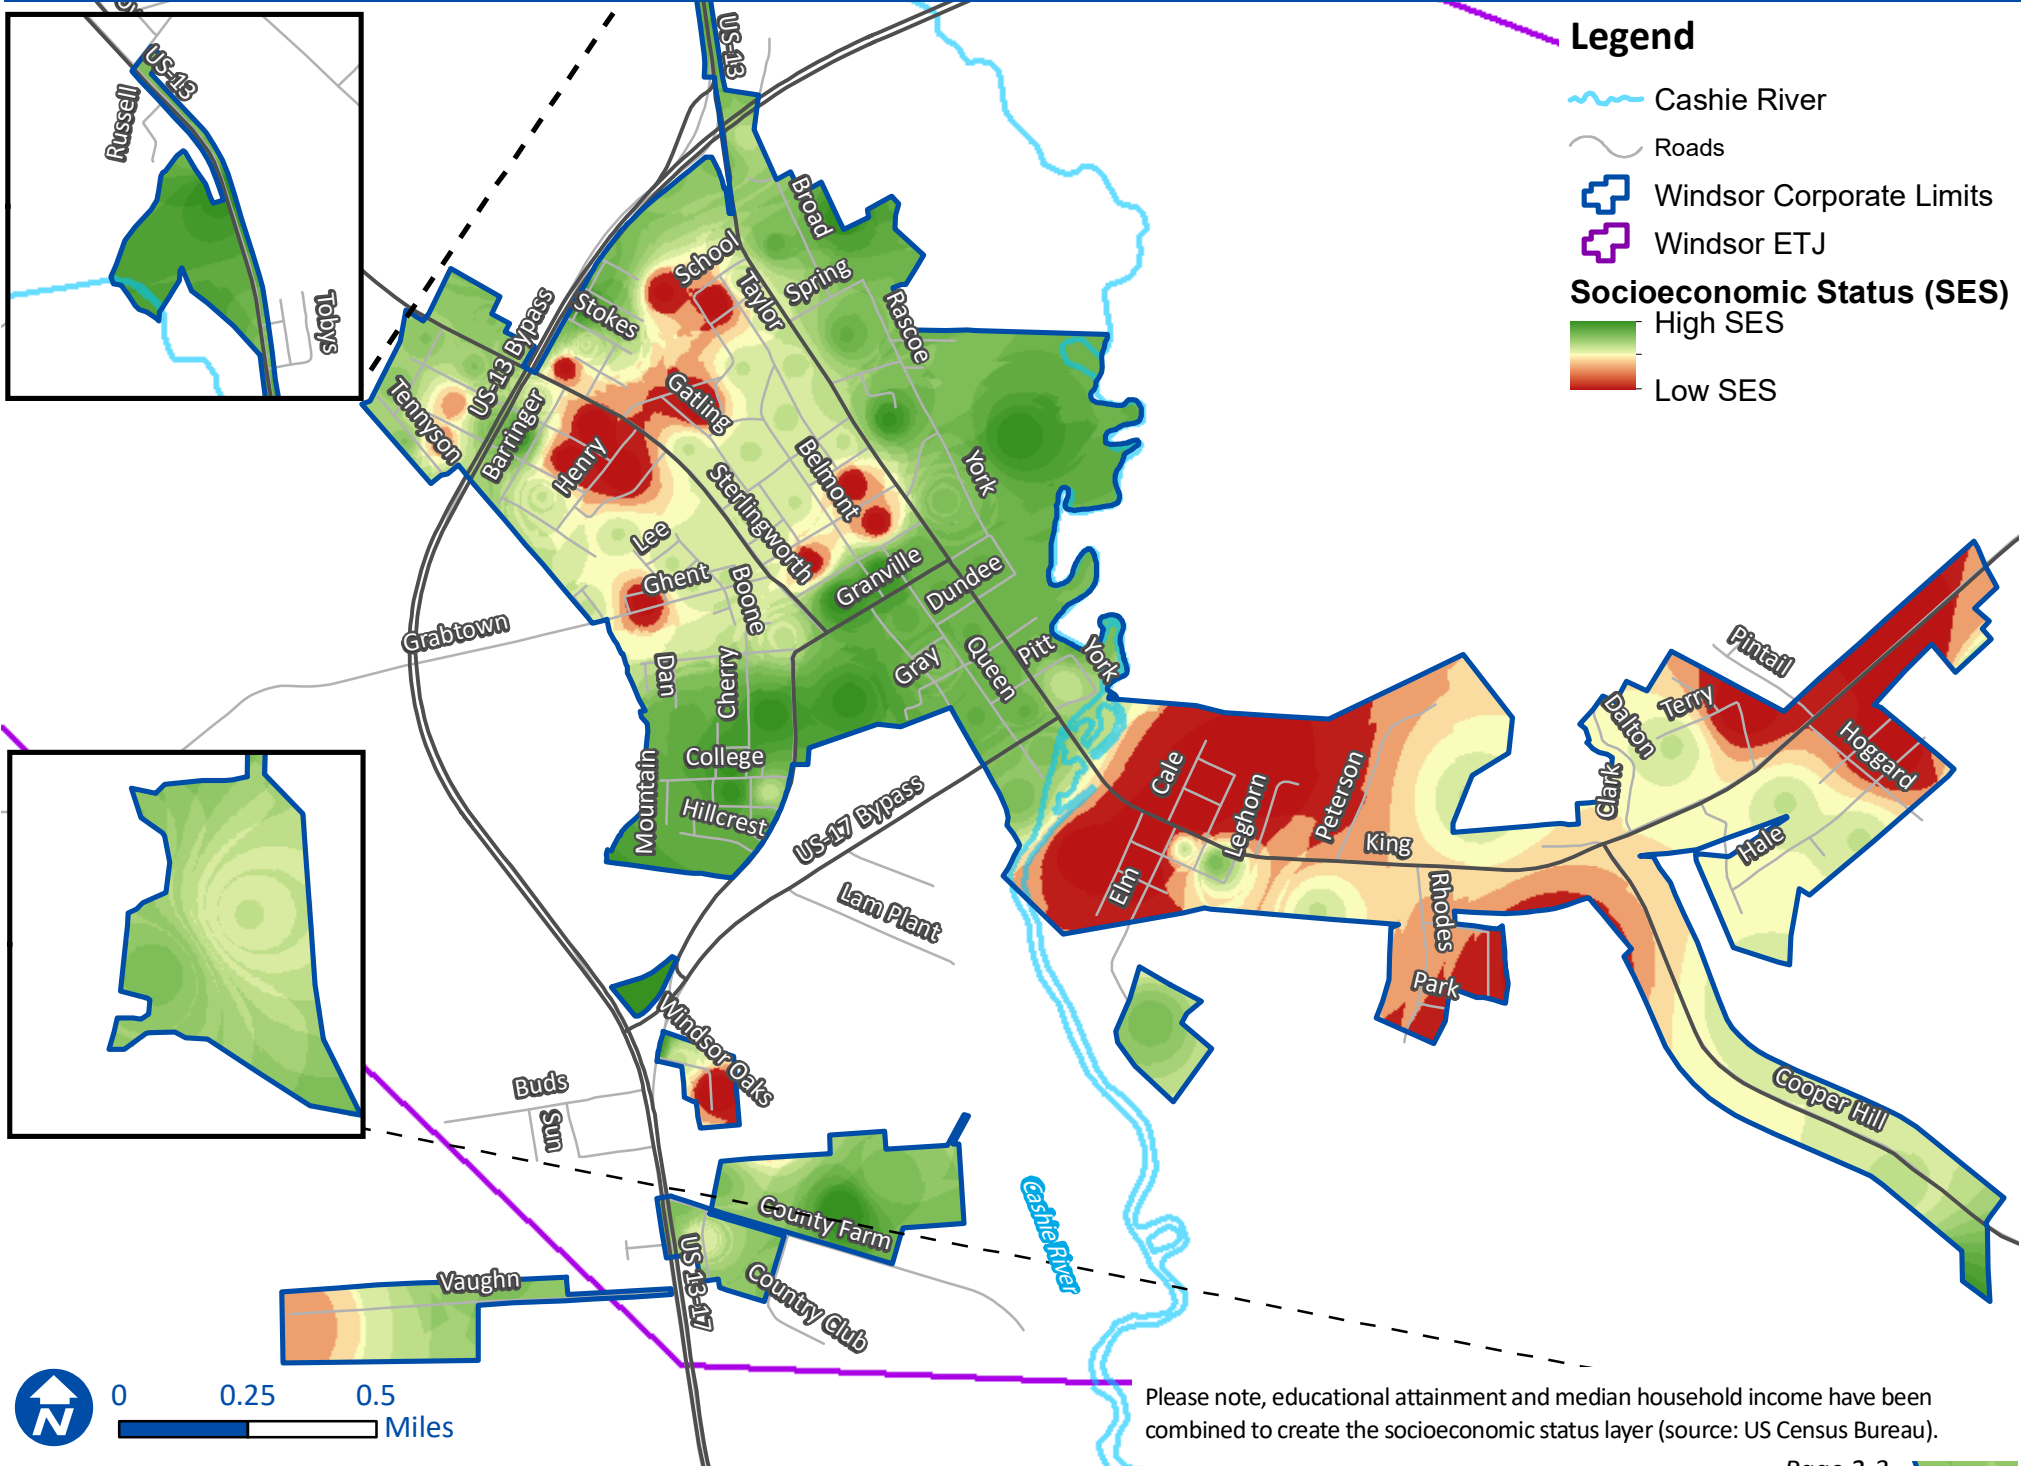 US-13
US-13
Russell
Tobys
Legend
Cashie River
Roads
Windsor Corporate Limits
Windsor ETJ
Socioeconomic Status (SES)
High SES
Low SES
Broad
School
Taylor
Spring
Rascoe
Stokes
US-13 Bypass
Tennyson
Barringer
Gatling
Henry
Belmont
York
Sterlingworth
Lee
Ghent
Boone
Granville
Dundee
Grabtown
Dan
Cherry
Gray
Queen
Pitt
York
College
Mountain
Hillcrest
US-17 Bypass
Lam Plant
Cale
Leghorn
Peterson
King
Elm
Rhodes
Park
Pintail
Terry
Dalton
Hoggard
Clark
Hale
Cooper Hill
Windsor Oaks
Buds
Sun
County Farm
Country Club
US 13-17
Vaughn
Cashie River
N
0 0.25 0.5
Miles
Please note, educational attainment and median household income have been
combined to create the socioeconomic status layer (source: US Census Bureau).